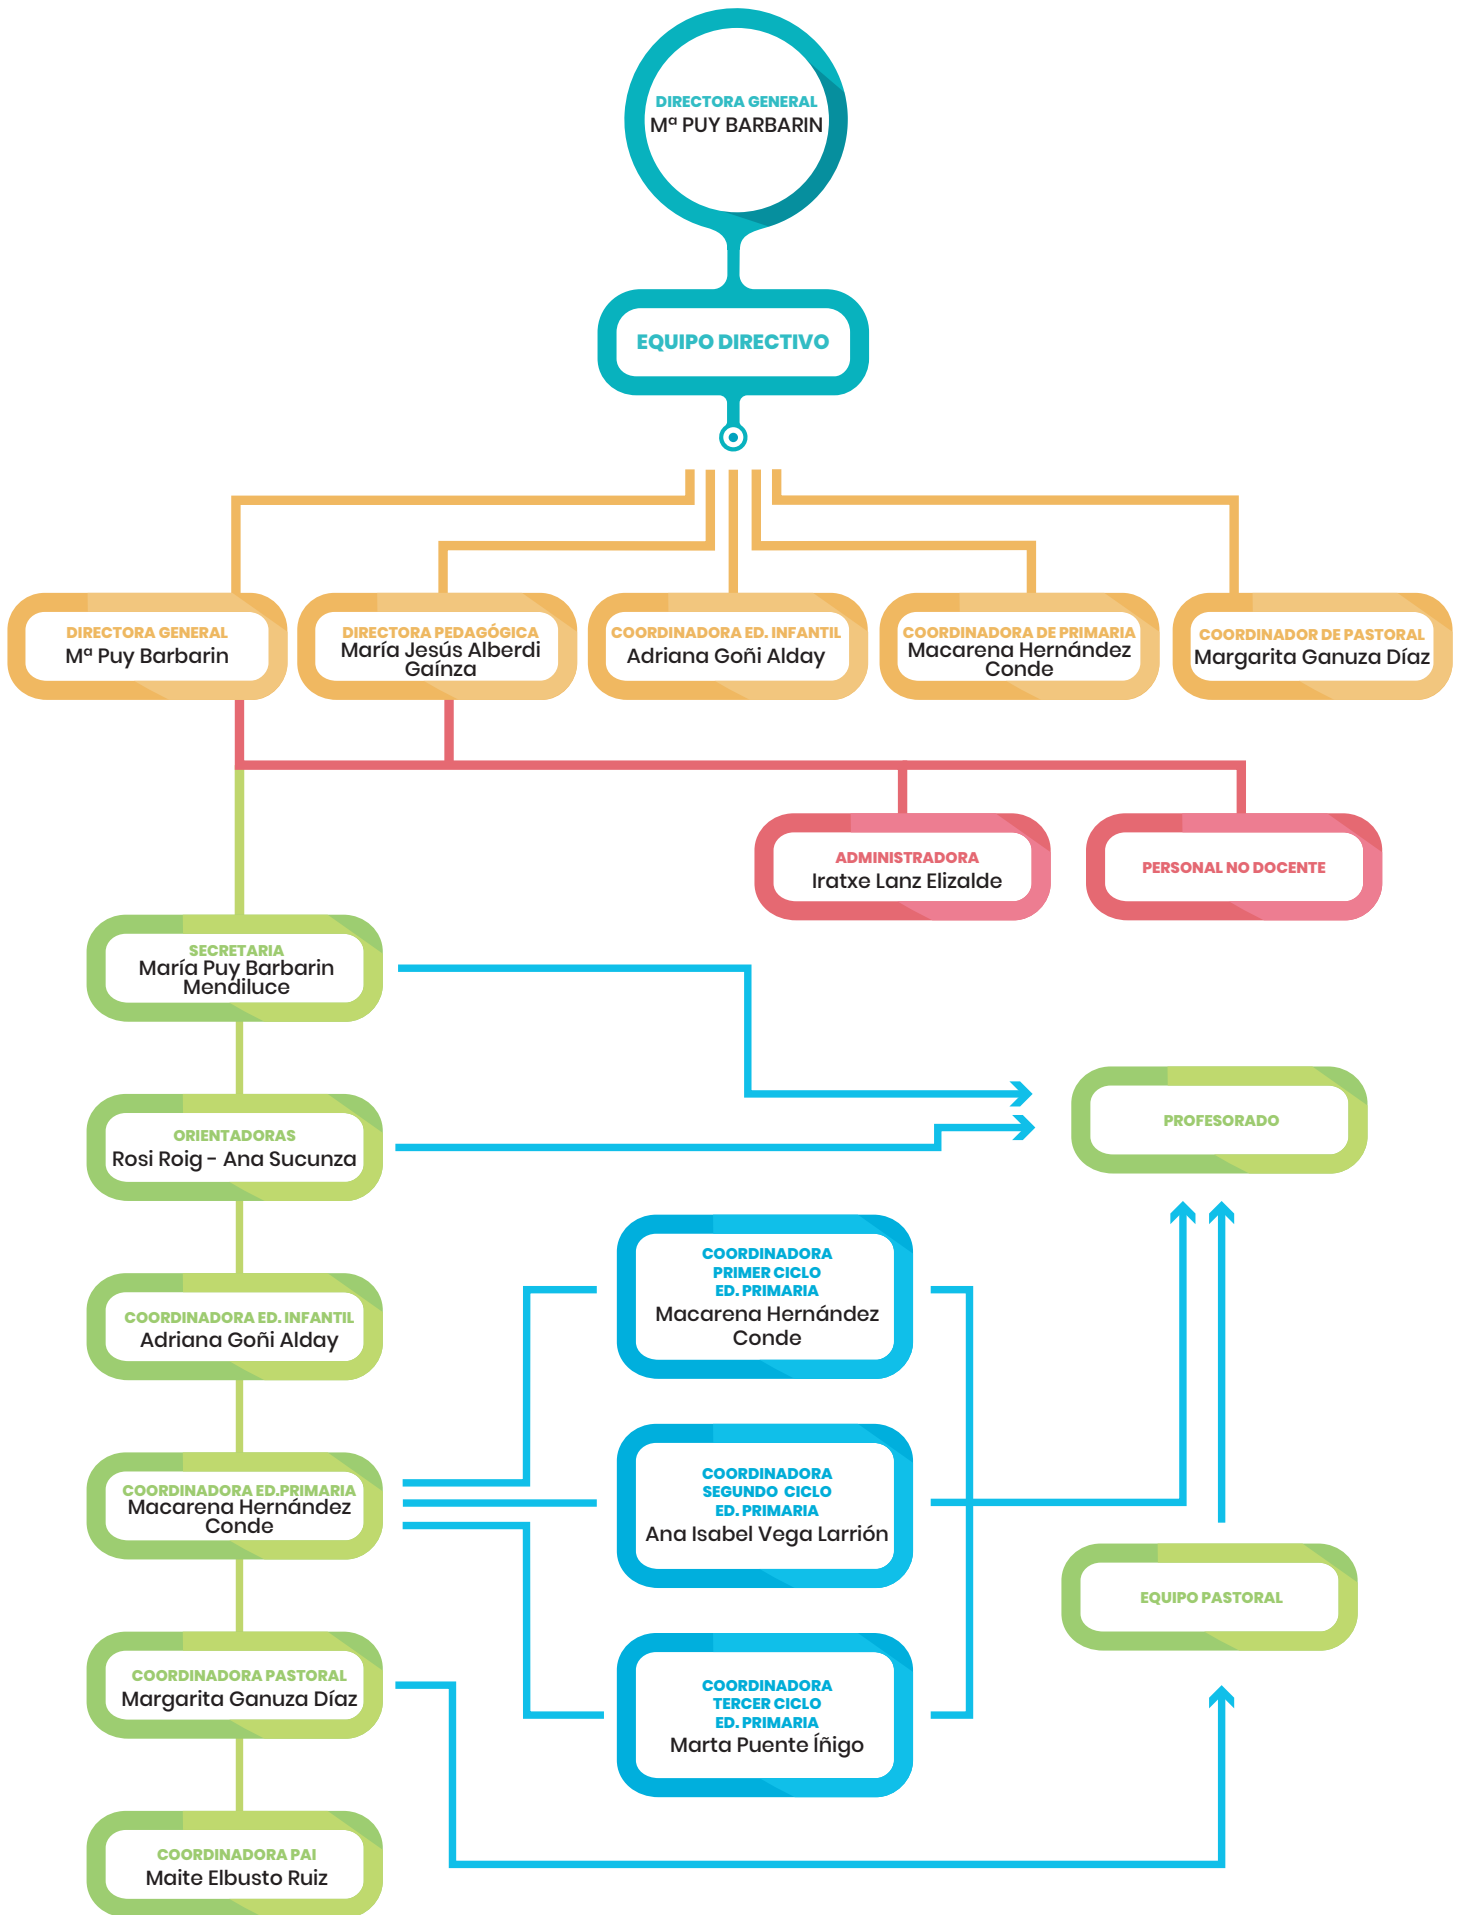 DIRECTORA GENERAL
Mª PUY BARBARIN
EQUIPO DIRECTIVO
DIRECTORA GENERAL
Mª Puy Barbarin
DIRECTORA PEDAGÓGICA
María Jesús Alberdi
Gaínza
COORDINADORA ED. INFANTIL
Adriana Goñi Alday
COORDINADORA DE PRIMARIA
Macarena Hernández
Conde
COORDINADOR DE PASTORAL
Margarita Ganuza Díaz
ADMINISTRADORA
Iratxe Lanz Elizalde
PERSONAL NO DOCENTE
SECRETARIA
María Puy Barbarin
Mendiluce
ORIENTADORAS
Rosi Roig - Ana Sucunza
PROFESORADO
COORDINADORA
PRIMER CICLO
ED. PRIMARIA
Macarena Hernández
Conde
COORDINADORA ED. INFANTIL
Adriana Goñi Alday
COORDINADORA ED.PRIMARIA
Macarena Hernández
Conde
COORDINADORA
SEGUNDO CICLO
ED. PRIMARIA
Ana Isabel Vega Larrión
EQUIPO PASTORAL
COORDINADORA PASTORAL
Margarita Ganuza Díaz
COORDINADORA
TERCER CICLO
ED. PRIMARIA
Marta Puente Íñigo
COORDINADORA PAI
Maite Elbusto Ruiz